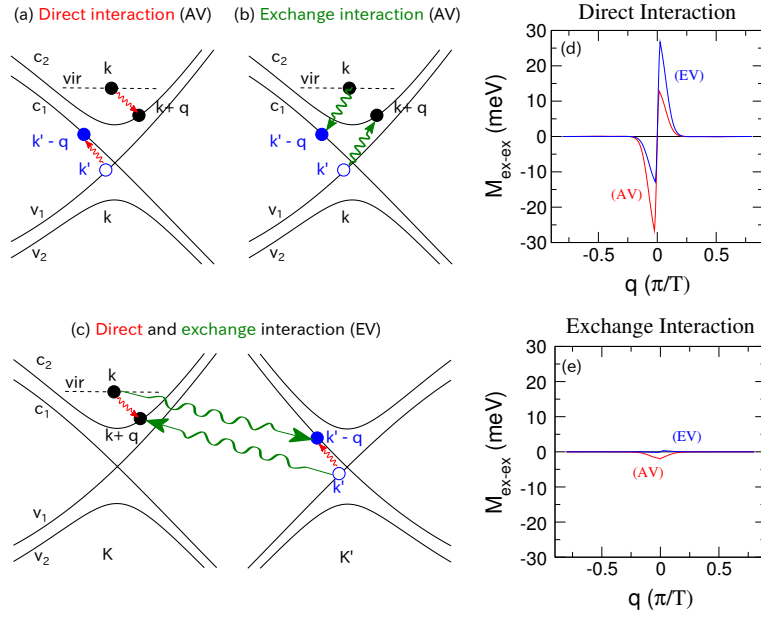 (a) Direct interaction (AV)
c2
vir
k
c1
k+ q
k' - q
k'
v1
k
v2
(b) Exchange interaction (AV)
c2
vir
k
c1
k+ q
k' - q
k'
v1
k
v2
(c) Direct and exchange interaction (EV)
c2
vir
k
c1
k+ q
k' - q
k'
v1
v2
K
K'
Direct Interaction
(d)
30
20
10
0
-10
-20
-30
(EV)
(AV)
Mex-ex (meV)
-0.5 0 0.5
q (π/T)
Exchange Interaction
(e)
30
20
10
0
-10
-20
-30
(EV)
(AV)
Mex-ex (meV)
-0.5 0 0.5
q (π/T)